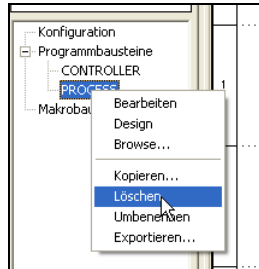 Konfiguration
Programmbausteine
CONTROLLER
PROCESS
1
Makrobau
Bearbeiten
Design
Browse...
Kopieren...
Löschen
Umbenennen
Exportieren...